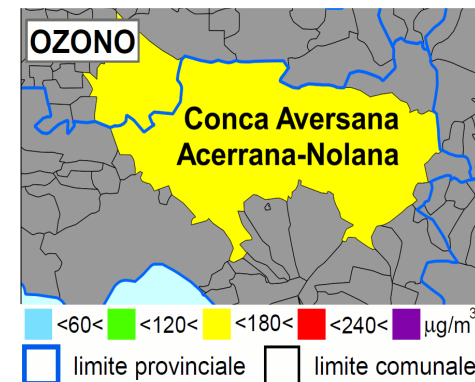 OZONO
Conca Aversana
Acerrana-Nolana
<60< <120< <180< <240< µg/m³
limite provinciale limite comunale